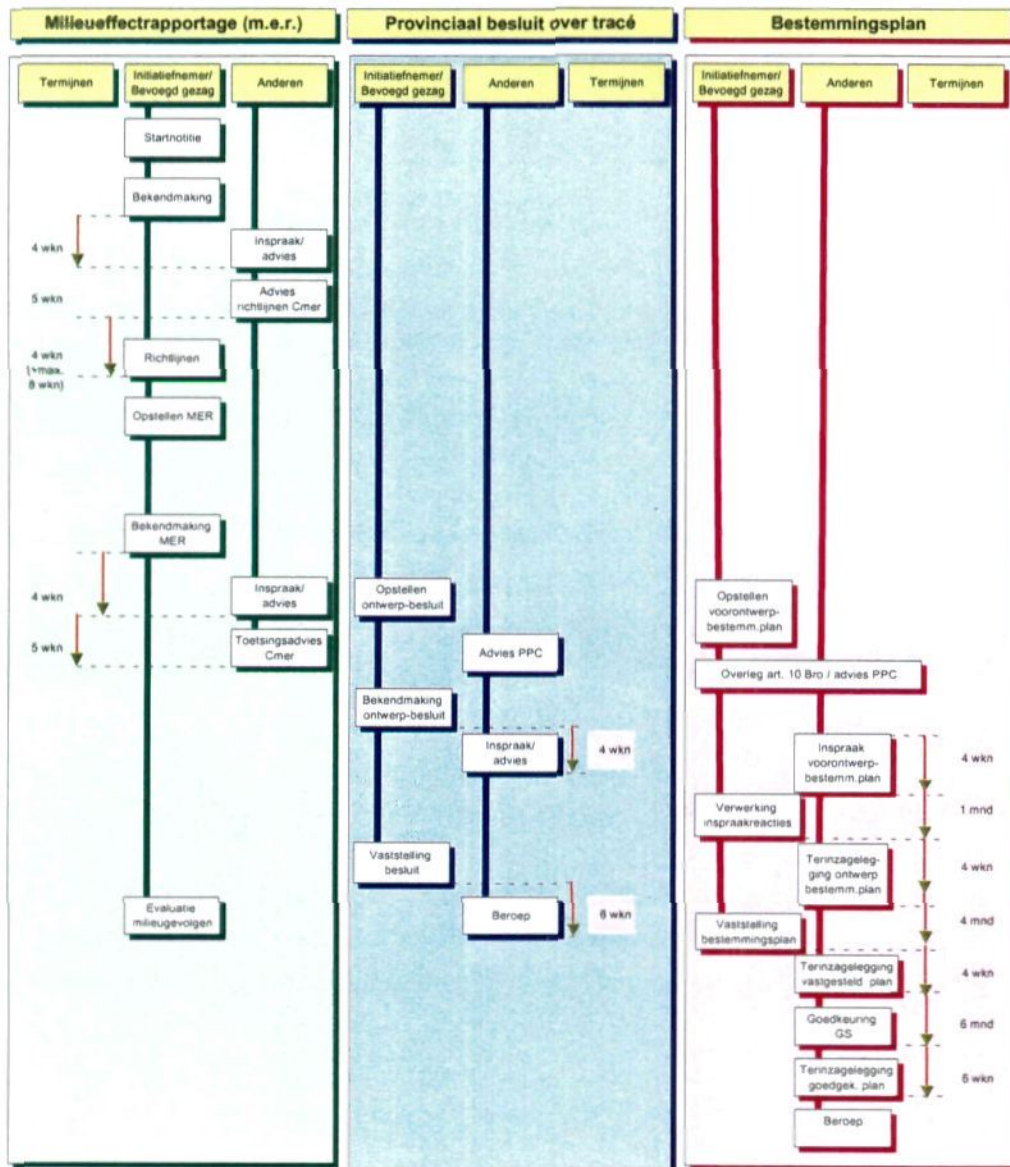 Milieueffectrapportage (m.e.r.)
Termijnen
Initiatiefnemer/
Bevoegd gezag
Anderen
Startnotitie
Bekendmaking
4 wkn
Inspraak/
advies
5 wkn
Advies
richtlijnen Cmer
4 wkn
(+max.
8 wkn)
Richtlijnen
Opstellen MER
Bekendmaking
MER
4 wkn
Inspraak/
advies
5 wkn
Toetsingsadvies
Cmer
Evaluatie
milieugevolgen
Provinciaal besluit over tracé
Initiatiefnemer/
Bevoegd gezag
Anderen
Termijnen
Opstellen
ontwerp-besluit
Advies PPC
Bekendmaking
ontwerp-besluit
Inspraak/
advies
4 wkn
Vaststelling
besluit
Beroep
6 wkn
Bestemmingsplan
Initiatiefnemer/
Bevoegd gezag
Anderen
Termijnen
Opstellen
voorontwerp-
bestemm.plan
Overleg art. 10 Bro / advies PPC
Inspraak
voorontwerp-
bestemm.plan
4 wkn
Verwerking
inspraakreacties
1 mnd
Terinzageleg-
gging ontwerp
bestemm.plan
4 wkn
Vaststelling
bestemmingsplan
4 mnd
Terinzagelegging
vastgesteld plan
4 wkn
Goedkeuring
GS
6 mnd
Terinzagelegging
goedgek. plan
6 wkn
Beroep